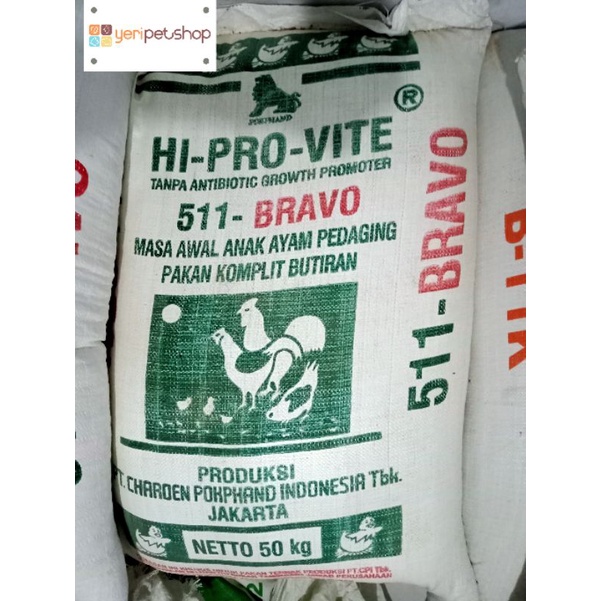 yeripetshop
POKPHAND
HI-PRO-VITE
®
TANPA ANTIBIOTIC GROWTH PROMOTER
511- BRAVO
MASA AWAL ANAK AYAM PEDAGING
PAKAN KOMPLIT BUTIRAN
PRODUKSI
PT. CHAROEN POKPHAND INDONESIA Tbk.
JAKARTA
NETTO 50 kg
511-BRAVO